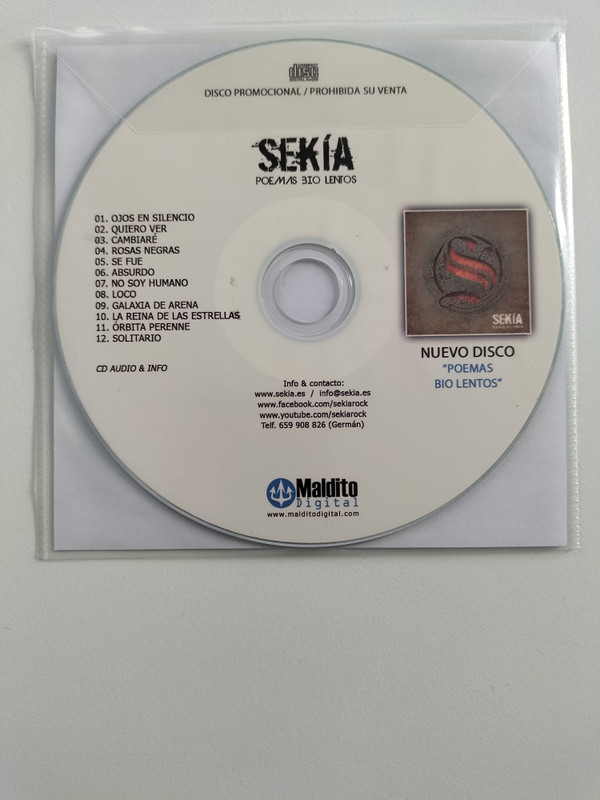 COMPACT
disc
DIGITAL AUDIO
DISCO PROMOCIONAL / PROHIBIDA SU VENTA
SEKÍA
POEMAS BIO LENTOS
01. OJOS EN SILENCIO
02. QUIERO VER
03. CAMBIARÉ
04. ROSAS NEGRAS
05. SE FUE
06. ABSURDO
07. NO SOY HUMANO
08. LOCO
09. GALAXIA DE ARENA
10. LA REINA DE LAS ESTRELLAS
11. ÓRBITA PERENNE
12. SOLITARIO
CD AUDIO & INFO
S
SEKÍA
NUEVO DISCO
"POEMAS
BIO LENTOS"
Info & contacto:
www.sekia.es / info@sekia.es
www.facebook.com/sekiarock
www.youtube.com/sekiarock
Telf. 659 908 826 (Germán)
Maldito
Digital
www.malditodigital.com